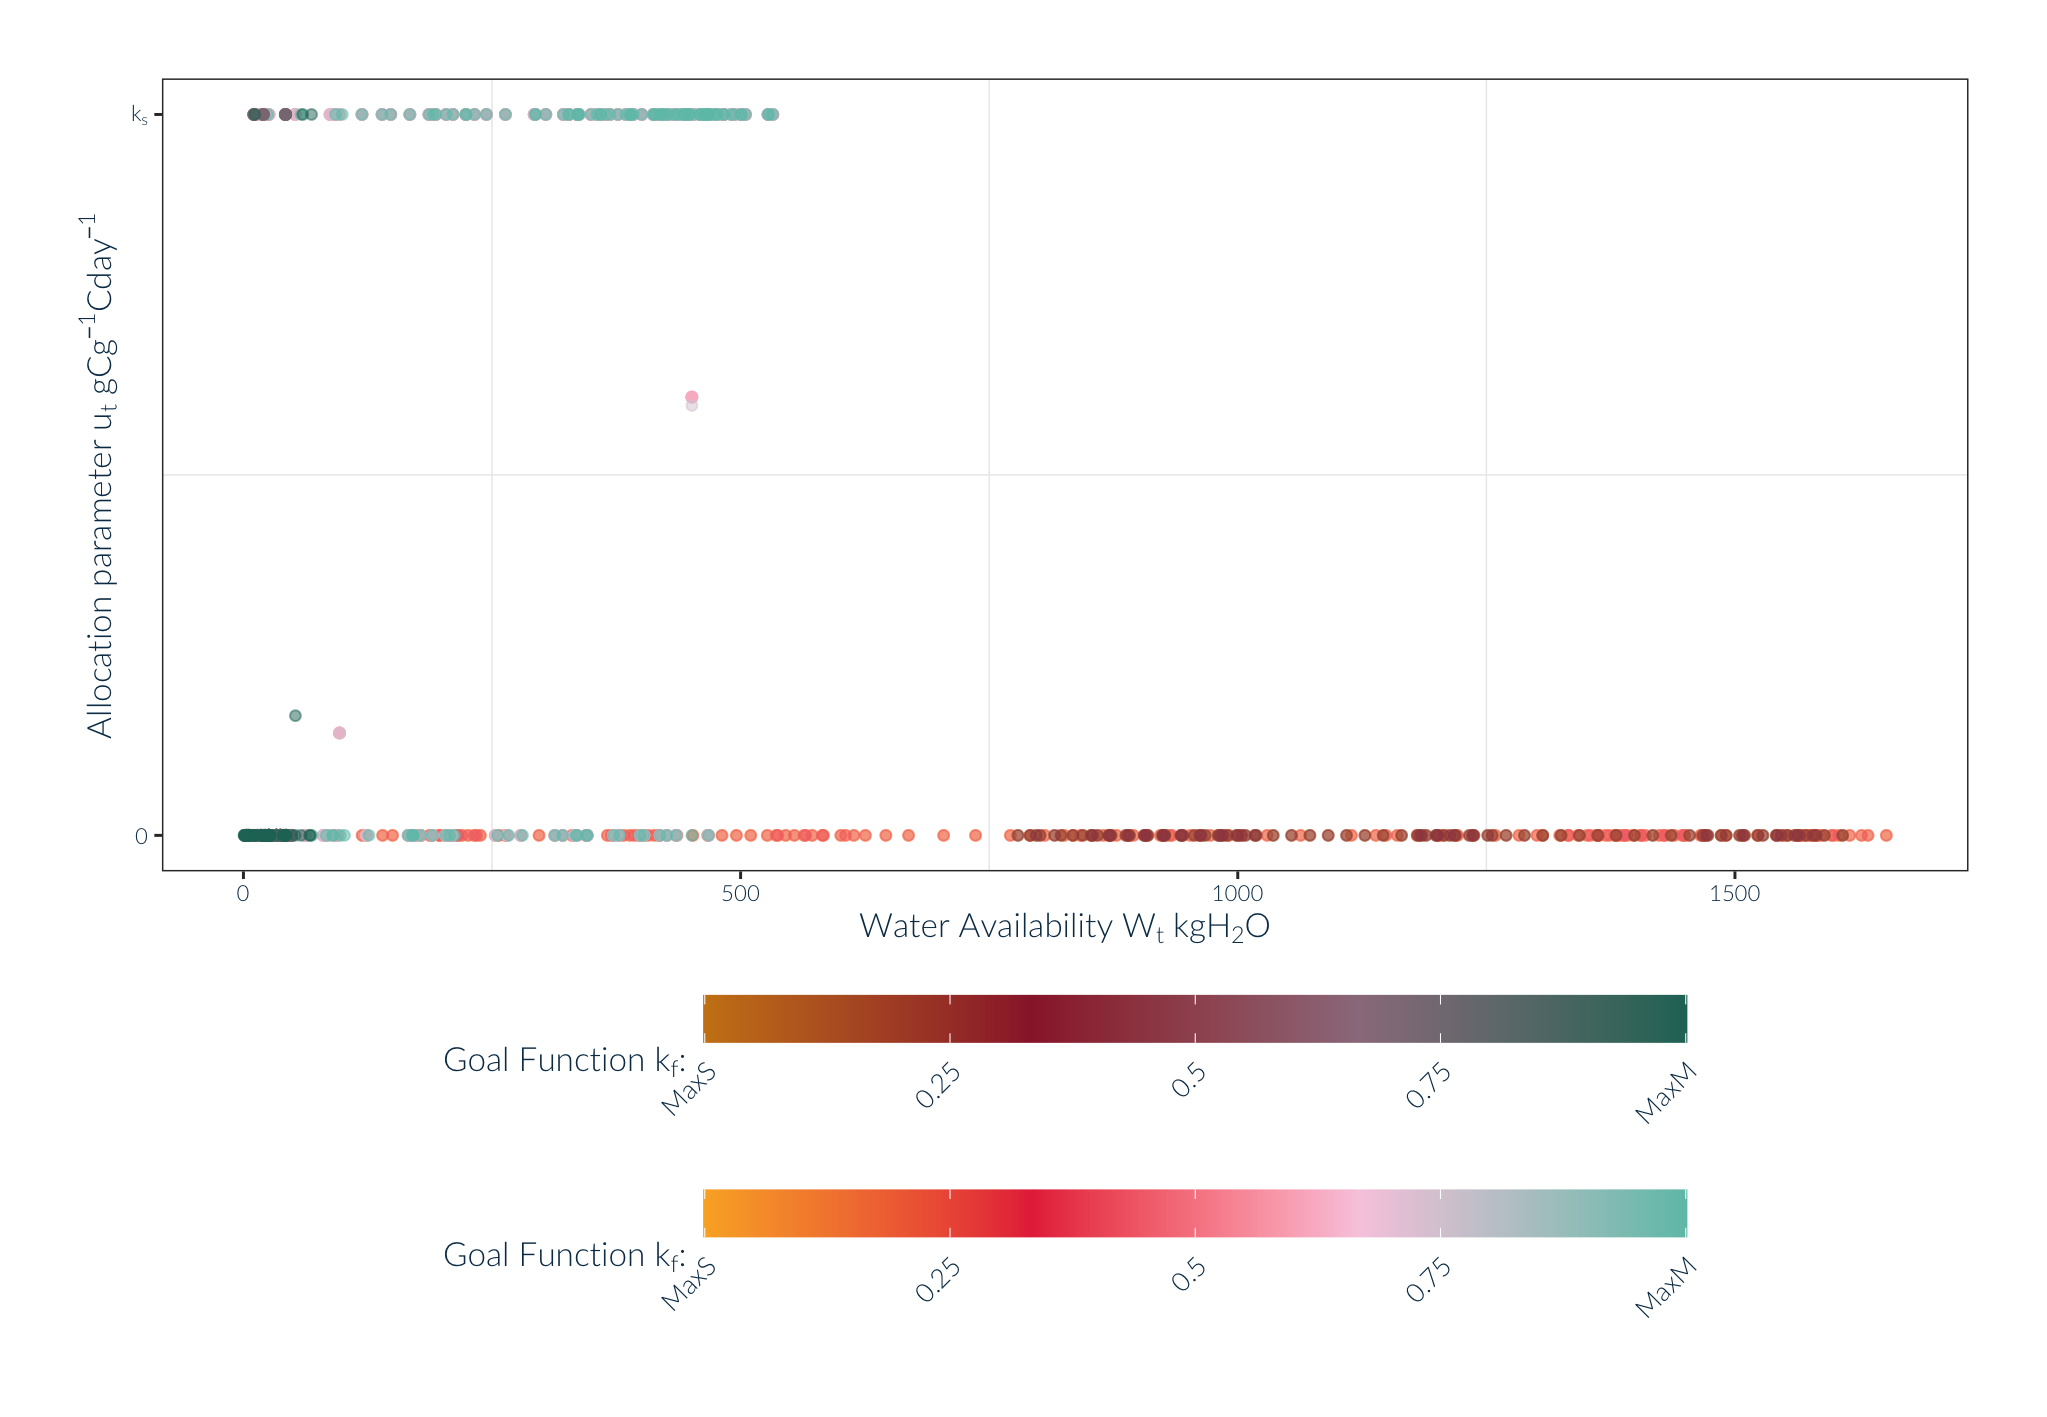 kₛ
Allocation parameter uₜ gCg⁻¹Cday⁻¹
0
0 500 1000 1500
Water Availability Wₜ kgH₂O
Goal Function k_f:
MaxS 0.25 0.5 0.75 MaxM
Goal Function k_f:
MaxS 0.25 0.5 0.75 MaxM